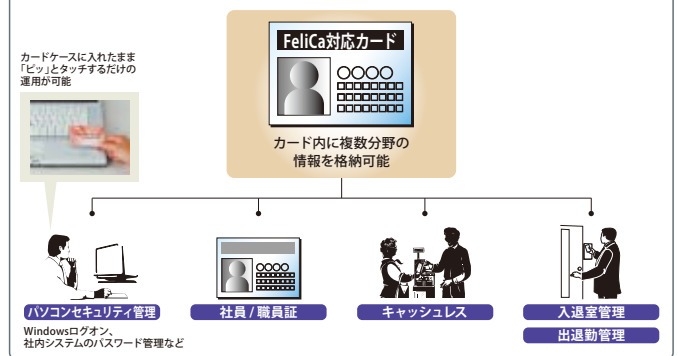 FeliCa対応カード
カード内に複数分野の
情報を格納可能
カードケースに入れたまま
「ピッ」とタッチするだけの
運用が可能
パソコンセキュリティ管理
Windowsログオン、
社内システムのパスワード管理など
社員 / 職員証
キャッシュレス
入退室管理
出退勤管理